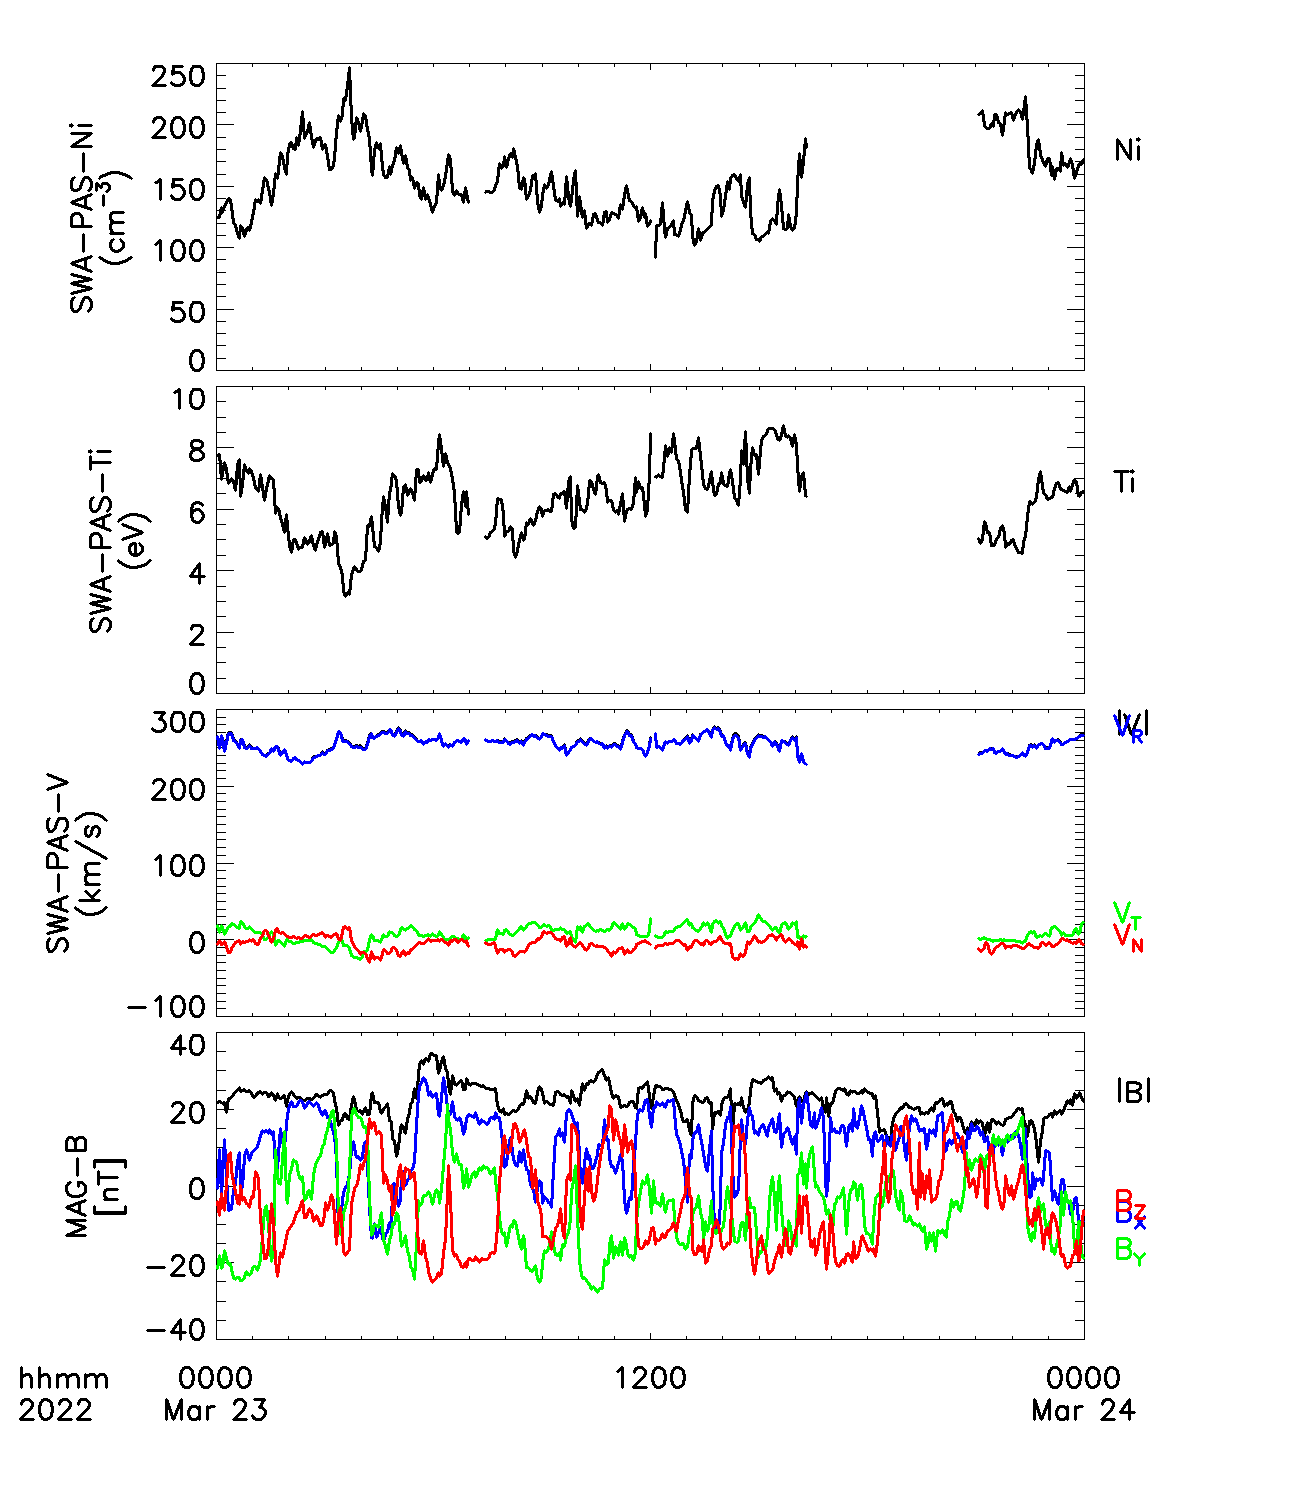 SWA-PAS-Ni
(cm⁻³)
250
200
150
100
50
0
Ni
SWA-PAS-Ti
(eV)
10
8
6
4
2
0
Ti
SWA-PAS-V
(km/s)
300
200
100
0
-100
|V|
V_R
V_T
V_N
MAG-B
[nT]
40
20
0
-20
-40
|B|
B_Z
B_X
B_Y
hhmm 0000 1200 0000
2022 Mar 23 Mar 24